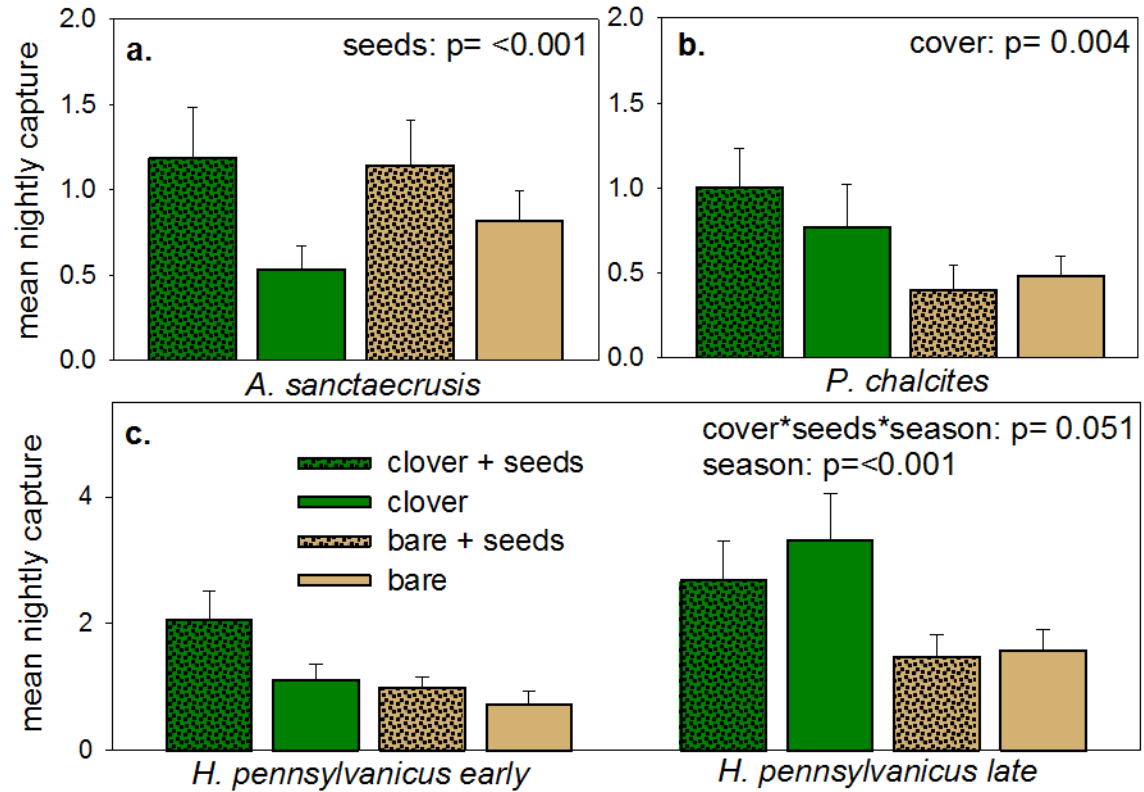 a.
seeds: p= <0.001
mean nightly capture
2.0
1.5
1.0
0.5
0.0
A. sanctaecrusis
b.
cover: p= 0.004
2.0
1.0
0.5
0.0
P. chalcites
c.
cover*seeds*season: p= 0.051
season: p=<0.001
clover + seeds
clover
bare + seeds
bare
mean nightly capture
4
2
0
H. pennsylvanicus early
H. pennsylvanicus late